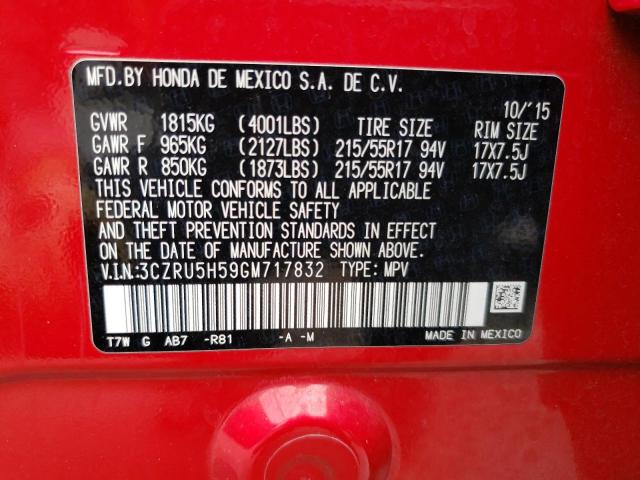 MFD.BY HONDA DE MEXICO S.A. DE C.V.
10/'15
GVWR 1815KG (4001LBS) TIRE SIZE RIM SIZE
GAWR F 965KG (2127LBS) 215/55R17 94V 17X7.5J
GAWR R 850KG (1873LBS) 215/55R17 94V 17X7.5J
THIS VEHICLE CONFORMS TO ALL APPLICABLE
FEDERAL MOTOR VEHICLE SAFETY
AND THEFT PREVENTION STANDARDS IN EFFECT
ON THE DATE OF MANUFACTURE SHOWN ABOVE.
V.I.N.:3CZRU5H59GM717832 TYPE: MPV
T7W G AB7 -R81 -A -M MADE IN MEXICO